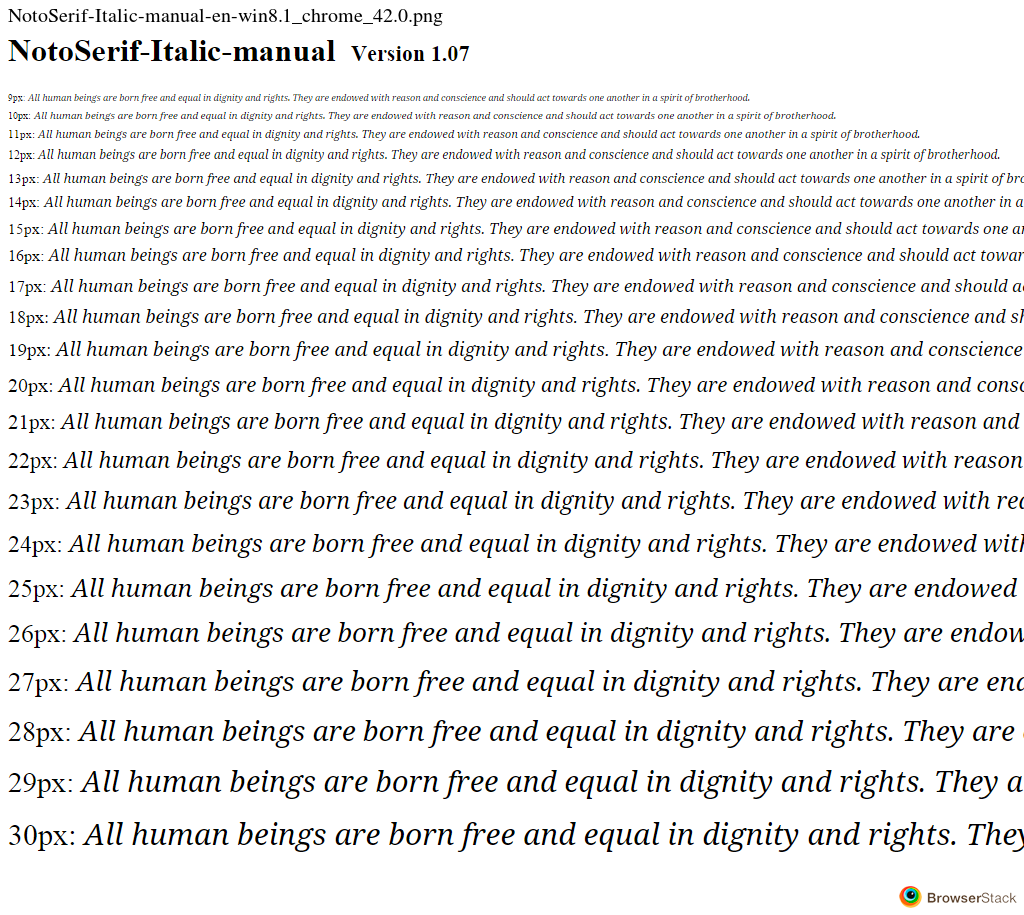 NotoSerif-Italic-manual-en-win8.1_chrome_42.0.png
NotoSerif-Italic-manual Version 1.07
9px: All human beings are born free and equal in dignity and rights. They are endowed with reason and conscience and should act towards one another in a spirit of brotherhood.
10px: All human beings are born free and equal in dignity and rights. They are endowed with reason and conscience and should act towards one another in a spirit of brotherhood.
11px: All human beings are born free and equal in dignity and rights. They are endowed with reason and conscience and should act towards one another in a spirit of brotherhood.
12px: All human beings are born free and equal in dignity and rights. They are endowed with reason and conscience and should act towards one another in a spirit of brotherhood.
13px: All human beings are born free and equal in dignity and rights. They are endowed with reason and conscience and should act towards one another in a spirit of bro
14px: All human beings are born free and equal in dignity and rights. They are endowed with reason and conscience and should act towards one another in a
15px: All human beings are born free and equal in dignity and rights. They are endowed with reason and conscience and should act towards one an
16px: All human beings are born free and equal in dignity and rights. They are endowed with reason and conscience and should act towar
17px: All human beings are born free and equal in dignity and rights. They are endowed with reason and conscience and should a
18px: All human beings are born free and equal in dignity and rights. They are endowed with reason and conscience and sh
19px: All human beings are born free and equal in dignity and rights. They are endowed with reason and conscience
20px: All human beings are born free and equal in dignity and rights. They are endowed with reason and consc
21px: All human beings are born free and equal in dignity and rights. They are endowed with reason and
22px: All human beings are born free and equal in dignity and rights. They are endowed with reason
23px: All human beings are born free and equal in dignity and rights. They are endowed with rea
24px: All human beings are born free and equal in dignity and rights. They are endowed with
25px: All human beings are born free and equal in dignity and rights. They are endowed
26px: All human beings are born free and equal in dignity and rights. They are endow
27px: All human beings are born free and equal in dignity and rights. They are end
28px: All human beings are born free and equal in dignity and rights. They are
29px: All human beings are born free and equal in dignity and rights. They a
30px: All human beings are born free and equal in dignity and rights. They
BrowserStack